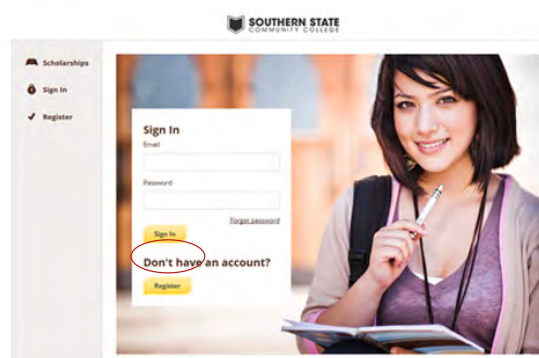 SOUTHERN STATE
COMMUNITY COLLEGE
Scholarships
Sign In
Register
Sign In
Email
Password
Forgot password
Sign In
Don't have an account?
Register